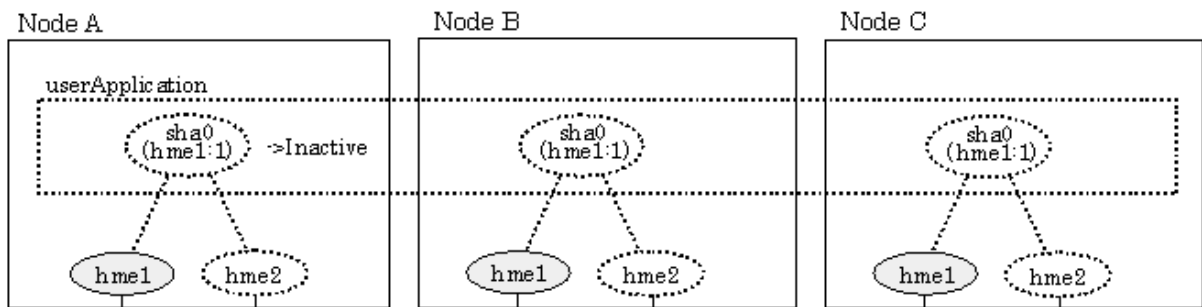 Node A
Node B
Node C
userApplication
sha0
(hme1:1)
->Inactive
sha0
(hme1:1)
sha0
(hme1:1)
hme1
hme2
hme1
hme2
hme1
hme2